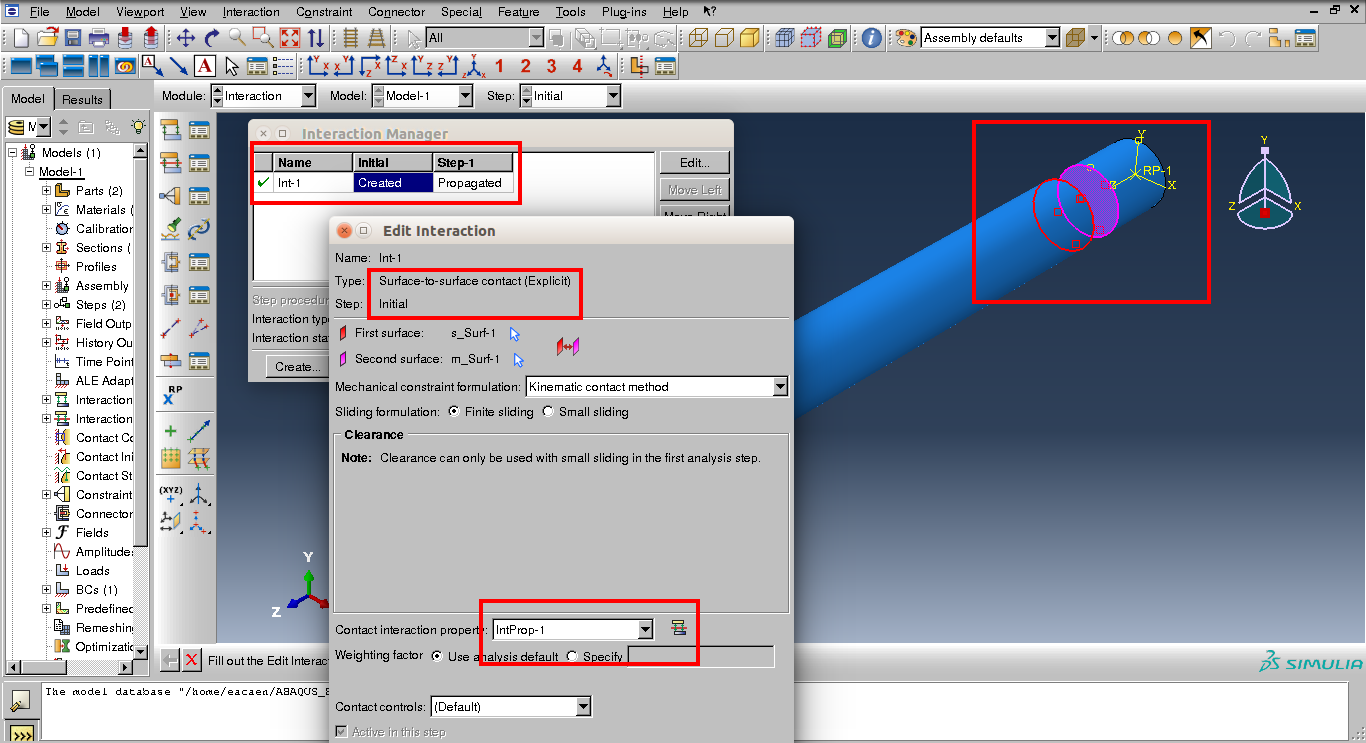 File Model Viewport View Interaction Constraint Connector Special Feature Tools Plug-ins Help
All Assembly defaults
A 1 2 3 4
Model Results Module: Interaction Model: Model-1 Step: Initial
Models (1)
Model-1
Parts (2)
Materials (
Calibration
Sections (
Profiles
Assembly
Steps (2)
Field Outp
History Ou
Time Point
ALE Adapt
Interaction
Interaction
Contact Co
Contact Ini
Contact St
Constraint
Connector
Fields
Amplitudes
Loads
BCs (1)
Predefined
Remeshing
Optimizatio
RP
(XYZ)
Interaction Manager
Name Initial Step-1
Int-1 Created Propagated
Edit...
Move Left
Move Right
Step procedur
Interaction type
Interaction stat
Create...
Edit Interaction
Name: Int-1
Type: Surface-to-surface contact (Explicit)
Step: Initial
First surface: s_Surf-1
Second surface: m_Surf-1
Mechanical constraint formulation: Kinematic contact method
Sliding formulation: Finite sliding Small sliding
Clearance
Note: Clearance can only be used with small sliding in the first analysis step.
Contact interaction property: IntProp-1
Weighting factor Use analysis default Specify
Contact controls: (Default)
Active in this step
Y
RP-1
X
Y
Z X
Y
Z
Fill out the Edit Interac
SIMULIA
The model database "/home/eacaen/ABAQUS_
>>>